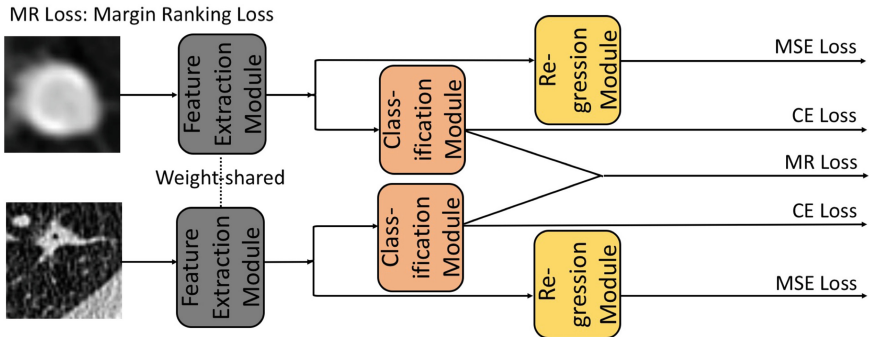 MR Loss: Margin Ranking Loss
Feature
Extraction
Module
Class-
ification
Module
Re-
gression
Module
MSE Loss
CE Loss
MR Loss
Weight-shared
Feature
Extraction
Module
Class-
ification
Module
Re-
gression
Module
CE Loss
MSE Loss